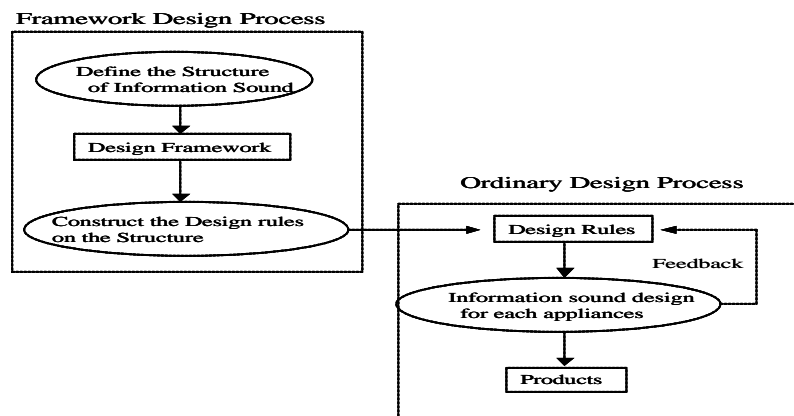 Framework Design Process
Define the Structure
of Information Sound
Design Framework
Construct the Design rules
on the Structure
Ordinary Design Process
Design Rules
Feedback
Information sound design
for each appliances
Products